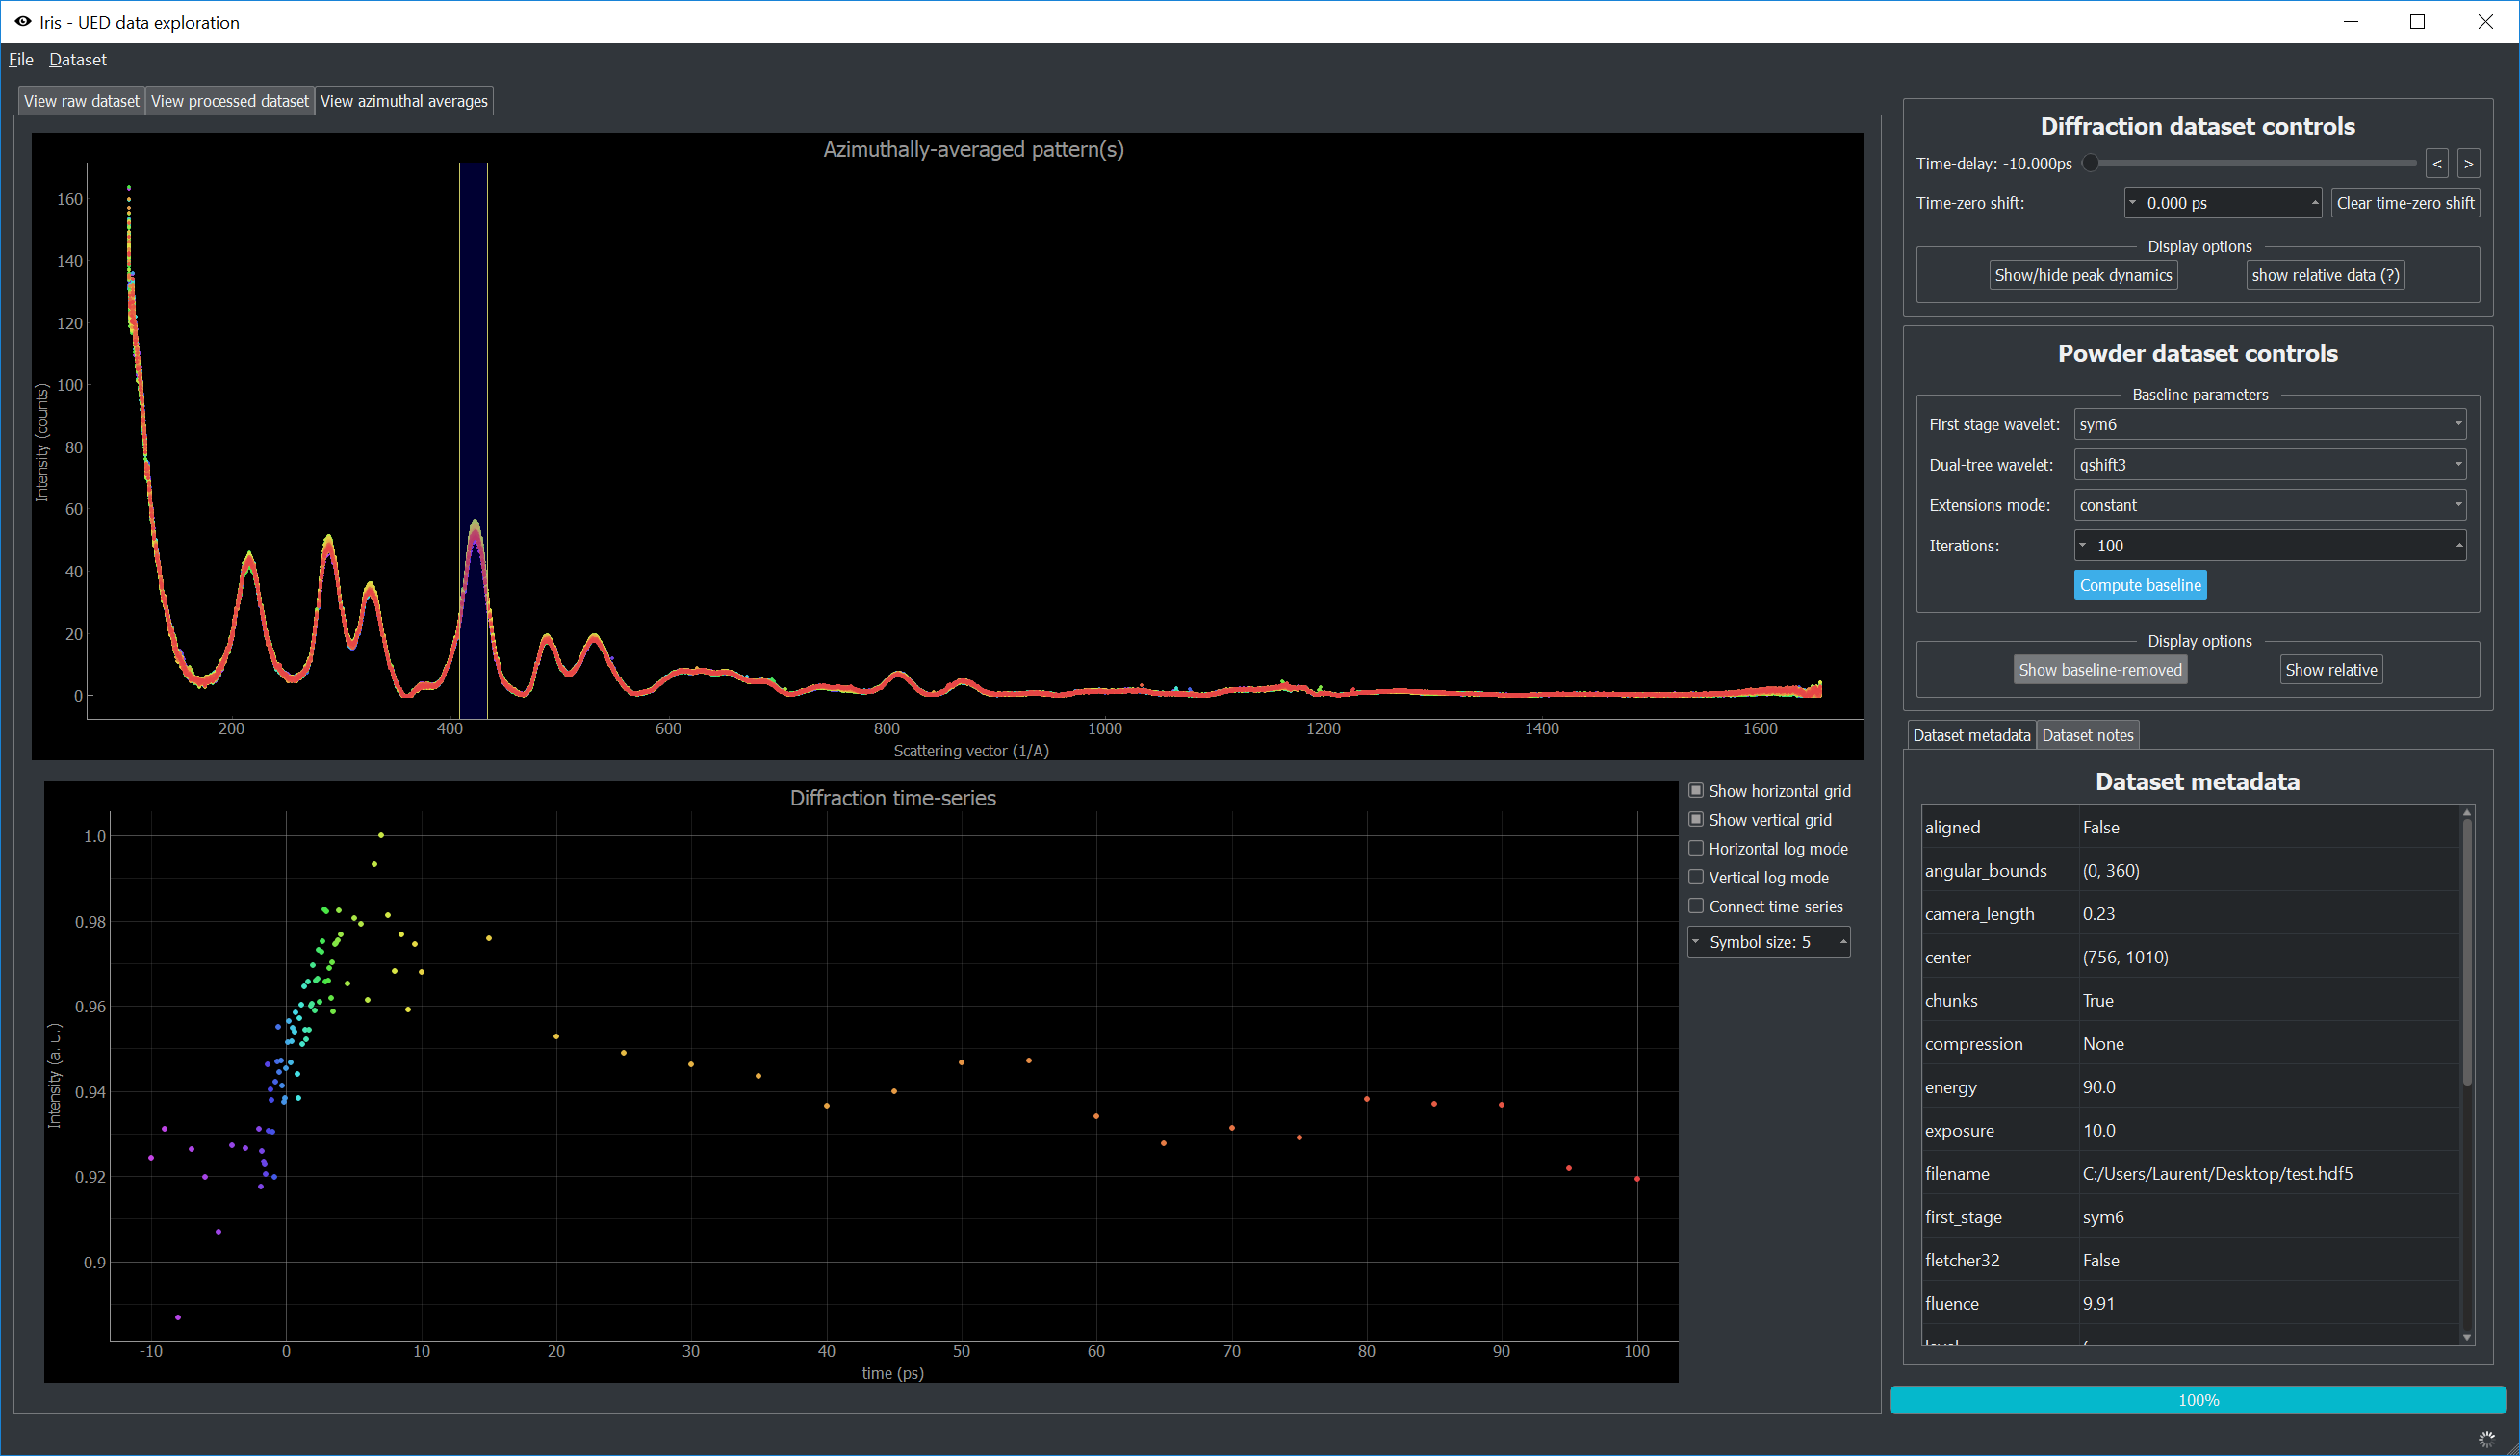 Iris - UED data exploration
File Dataset
View raw dataset View processed dataset View azimuthal averages
Azimuthally-averaged pattern(s)
Intensity (counts)
160
140
120
100
80
60
40
20
0
200 400 600 800 1000 1200 1400 1600
Scattering vector (1/A)
Diffraction time-series
Intensity (a. u.)
1.0
0.98
0.96
0.94
0.92
0.9
-10 0 10 20 30 40 50 60 70 80 90 100
time (ps)
Show horizontal grid
Show vertical grid
Horizontal log mode
Vertical log mode
Connect time-series
Symbol size: 5
Diffraction dataset controls
Time-delay: -10.000ps < >
Time-zero shift: 0.000 ps Clear time-zero shift
Display options
Show/hide peak dynamics show relative data (?)
Powder dataset controls
Baseline parameters
First stage wavelet: sym6
Dual-tree wavelet: qshift3
Extensions mode: constant
Iterations: 100
Compute baseline
Display options
Show baseline-removed Show relative
Dataset metadata Dataset notes
Dataset metadata
aligned False
angular_bounds (0, 360)
camera_length 0.23
center (756, 1010)
chunks True
compression None
energy 90.0
exposure 10.0
filename C:/Users/Laurent/Desktop/test.hdf5
first_stage sym6
fletcher32 False
fluence 9.91
100%